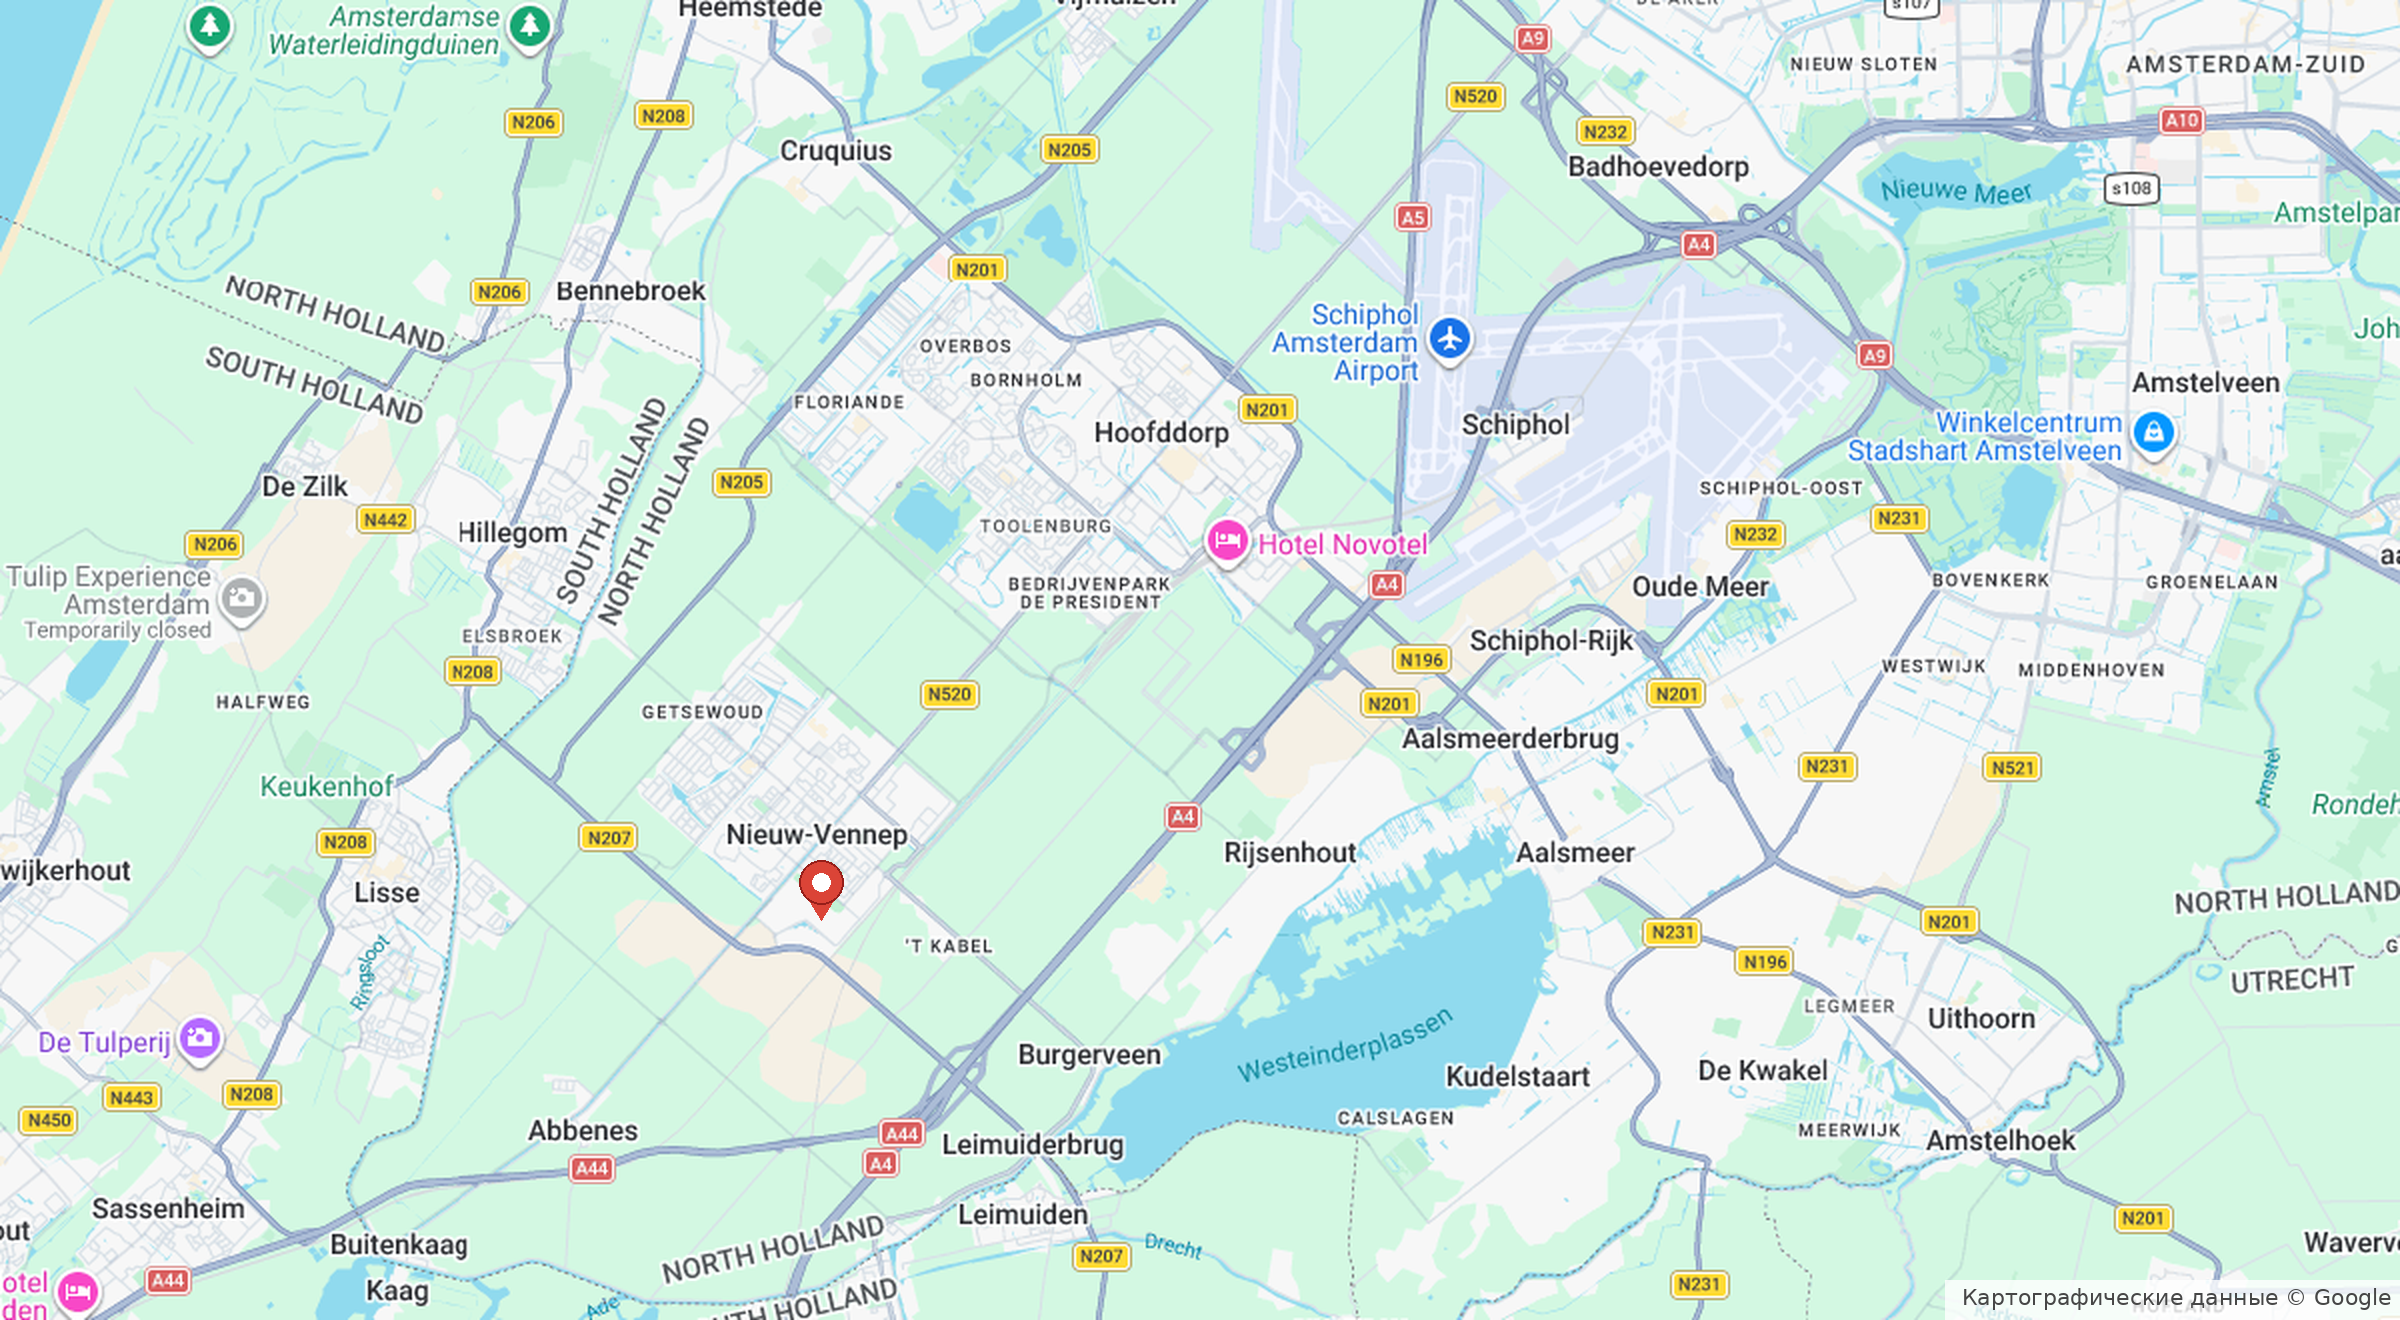 Amsterdamse
Waterleidingduinen
Heemstede
s107
A9
NIEUW SLOTEN
AMSTERDAM-ZUID
N206
N208
N520
N232
A10
Cruquius
N205
Badhoevedorp
s108
Nieuwe Meer
A5
A4
N201
NORTH HOLLAND
N206
Bennebroek
Schiphol
Amsterdam
Airport
SOUTH HOLLAND
OVERBOS
BORNHOLM
A9
Amstelveen
FLORIANDE
N201
Hoofddorp
Schiphol
Winkelcentrum
Stadshart Amstelveen
SOUTH HOLLAND
NORTH HOLLAND
De Zilk
N205
SCHIPHOL-OOST
N442
Hillegom
TOOLENBURG
N232
N231
N206
Hotel Novotel
Tulip Experience
Amsterdam
Temporarily closed
BEDRIJVENPARK
DE PRESIDENT
A4
Oude Meer
BOVENKERK
GROENELAAN
ELSBROEK
Schiphol-Rijk
N208
N196
WESTWIJK
MIDDENHOVEN
HALFWEG
GETSEWOUD
N520
N201
N201
Aalsmeerderbrug
Keukenhof
N231
N521
Amstel
A4
N208
N207
Nieuw-Vennep
Rijsenhout
Aalsmeer
Lisse
NORTH HOLLAND
N231
N201
'T KABEL
N196
Ringsloot
UTRECHT
LEGMEER
Uithoorn
De Tulperij
Burgerveen
Westeinderplassen
Kudelstaart
De Kwakel
N443
N208
N450
Abbenes
A44
CALSLAGEN
MEERWIJK
Amstelhoek
Leimuiderbrug
A44
A4
Sassenheim
Leimuiden
N201
Buitenkaag
NORTH HOLLAND
Drecht
N207
A44
Kaag
Ade
N231
Картографические данные © Google